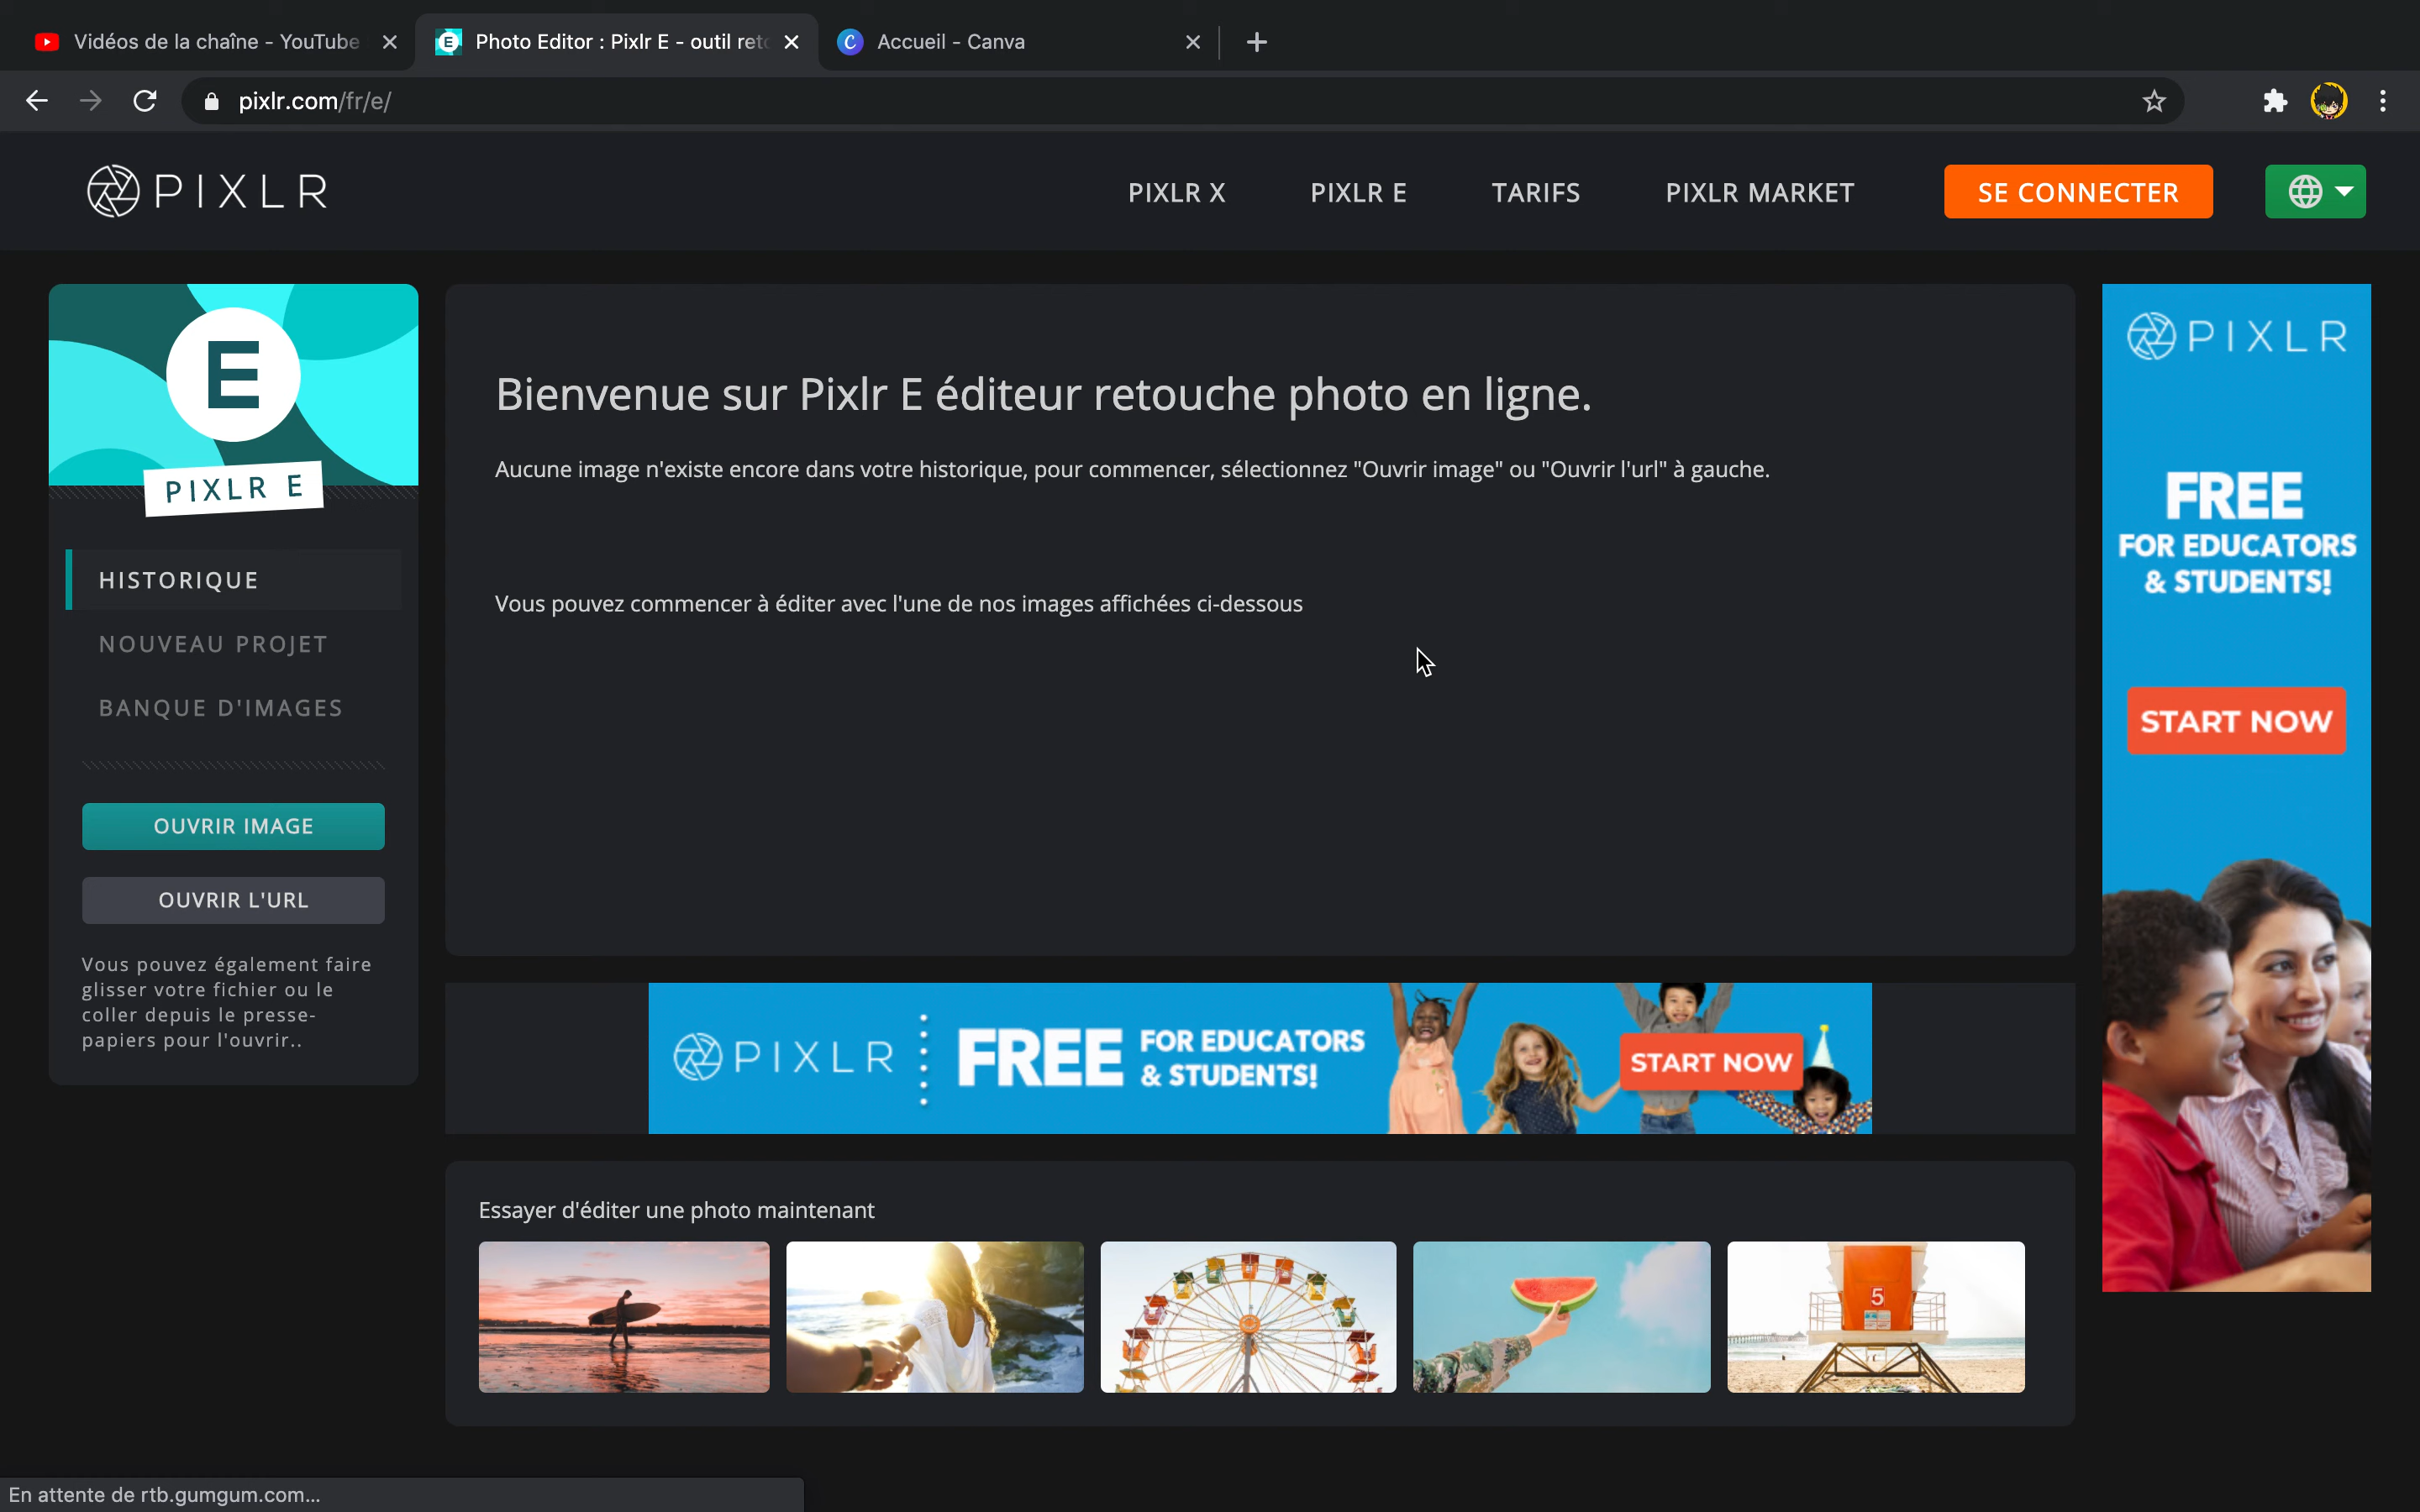 Vidéos de la chaîne - YouTube
Photo Editor : Pixlr E - outil reto
Accueil - Canva
pixlr.com/fr/e/
PIXLR
PIXLR X
PIXLR E
TARIFS
PIXLR MARKET
SE CONNECTER
E
PIXLR E
HISTORIQUE
NOUVEAU PROJET
BANQUE D'IMAGES
OUVRIR IMAGE
OUVRIR L'URL
Vous pouvez également faire
glisser votre fichier ou le
coller depuis le presse-
papiers pour l'ouvrir..
Bienvenue sur Pixlr E éditeur retouche photo en ligne.
Aucune image n'existe encore dans votre historique, pour commencer, sélectionnez "Ouvrir image" ou "Ouvrir l'url" à gauche.
Vous pouvez commencer à éditer avec l'une de nos images affichées ci-dessous
PIXLR
FREE
FOR EDUCATORS
& STUDENTS!
START NOW
PIXLR
FREE
FOR EDUCATORS
& STUDENTS!
START NOW
Essayer d'éditer une photo maintenant
5
En attente de rtb.gumgum.com...